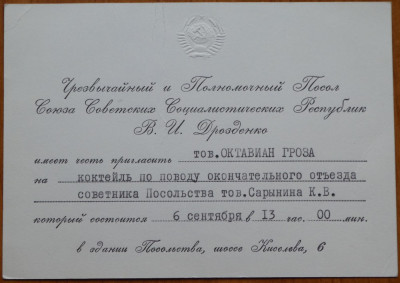 Чрезвычайный и Полномочный Посол
Союза Советских Социалистических Республик
В. И. Дрозденко
имеет честь пригласить тов. ОКТАВИАН ГРОЗА
на коктейль по поводу окончательного отъезда
советника Посольства тов. Сарынина К.В.
который состоится 6 сентября в 13 час. 00 мин.
в здании Посольства, шоссе Киселева, 6